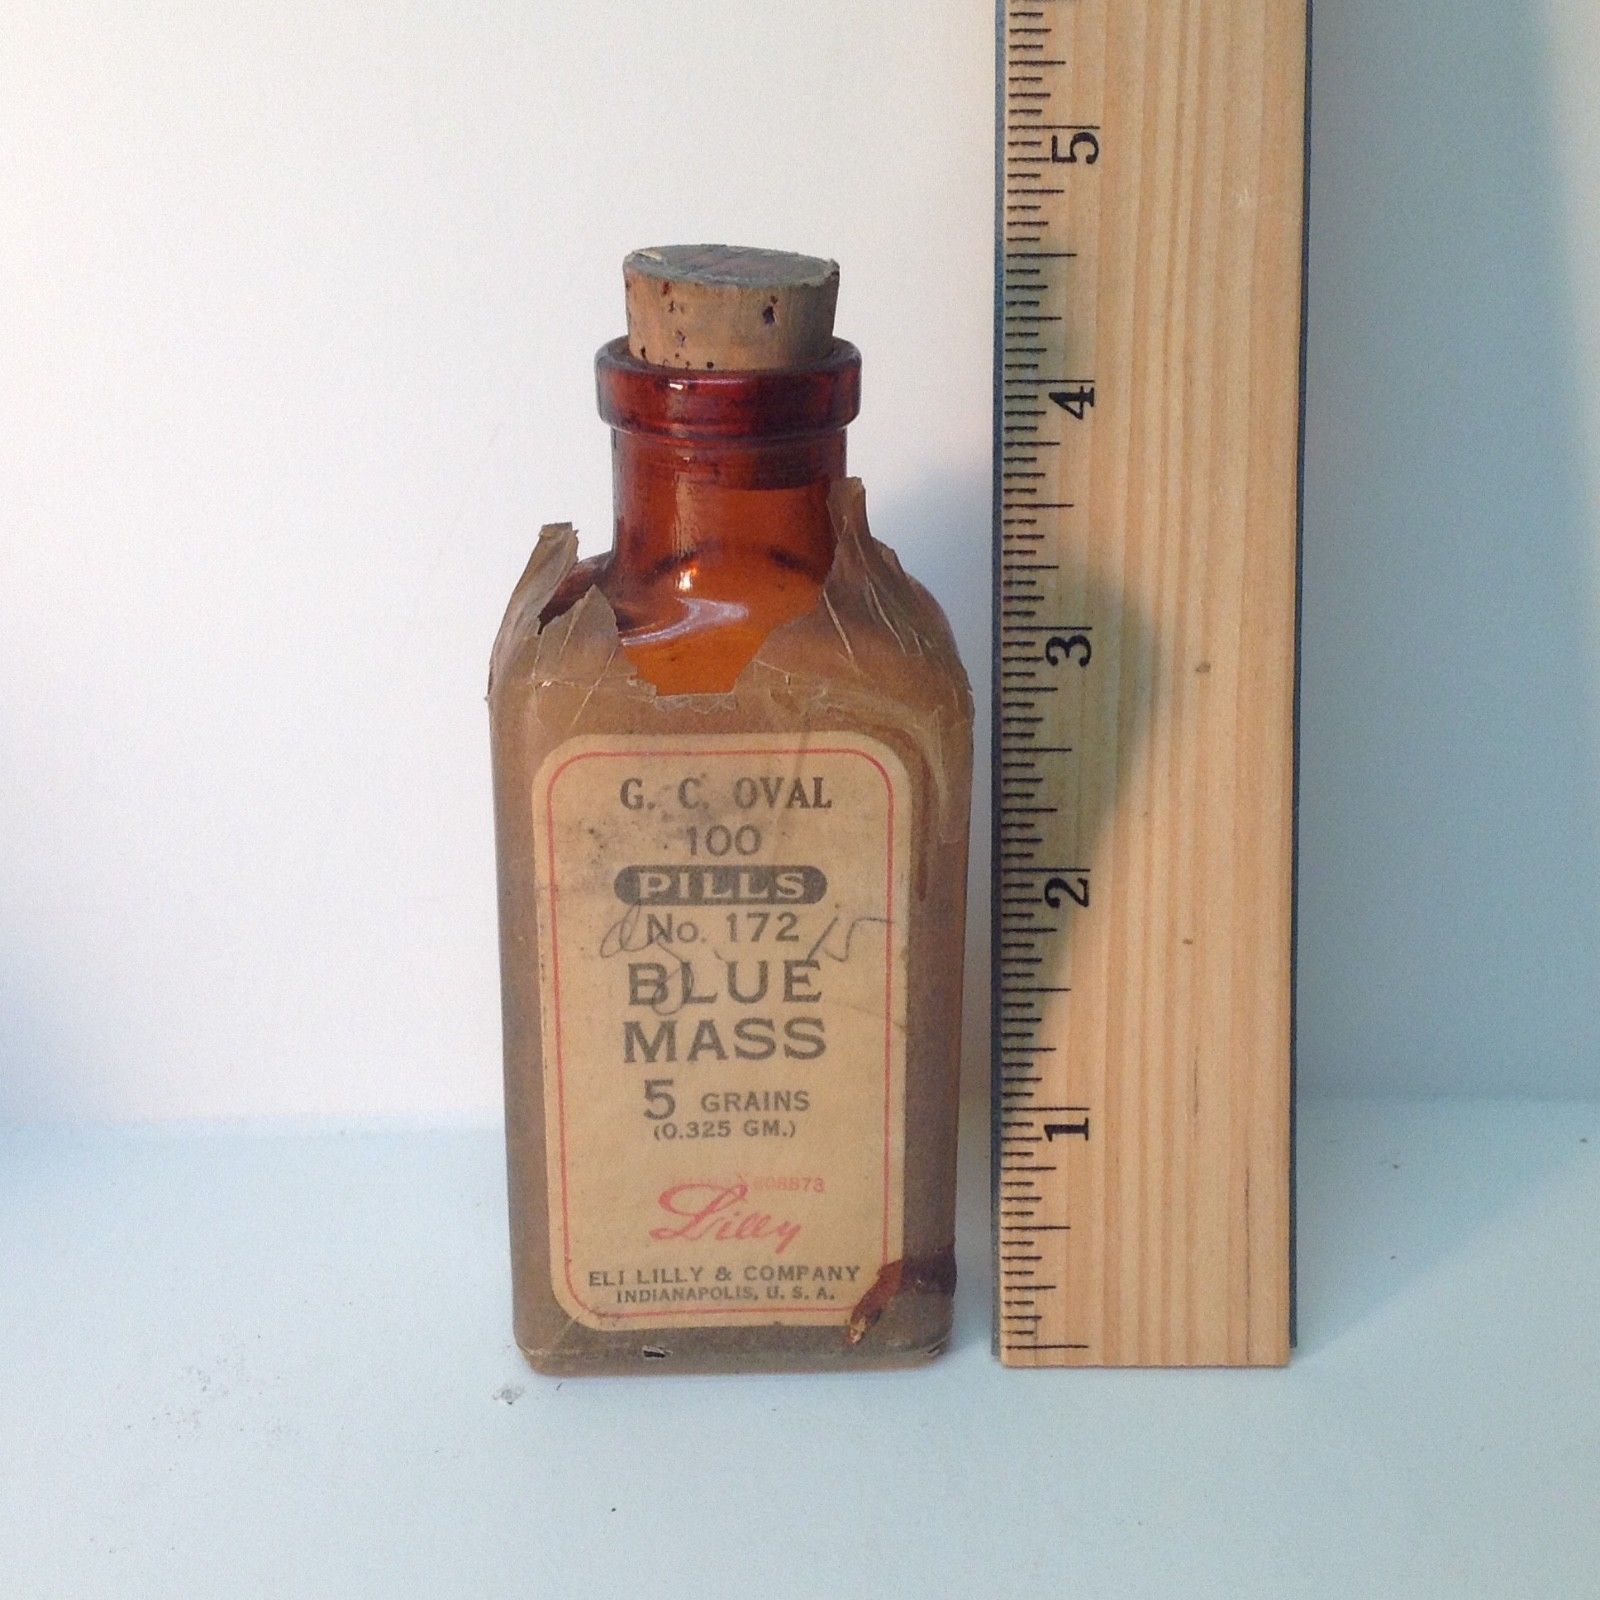 G. C. OVAL
100
PILLS
No. 172
BLUE
MASS
5 GRAINS
(0.325 GM.)
Lilly
ELI LILLY & COMPANY
INDIANAPOLIS, U. S. A.
5
4
3
2
1